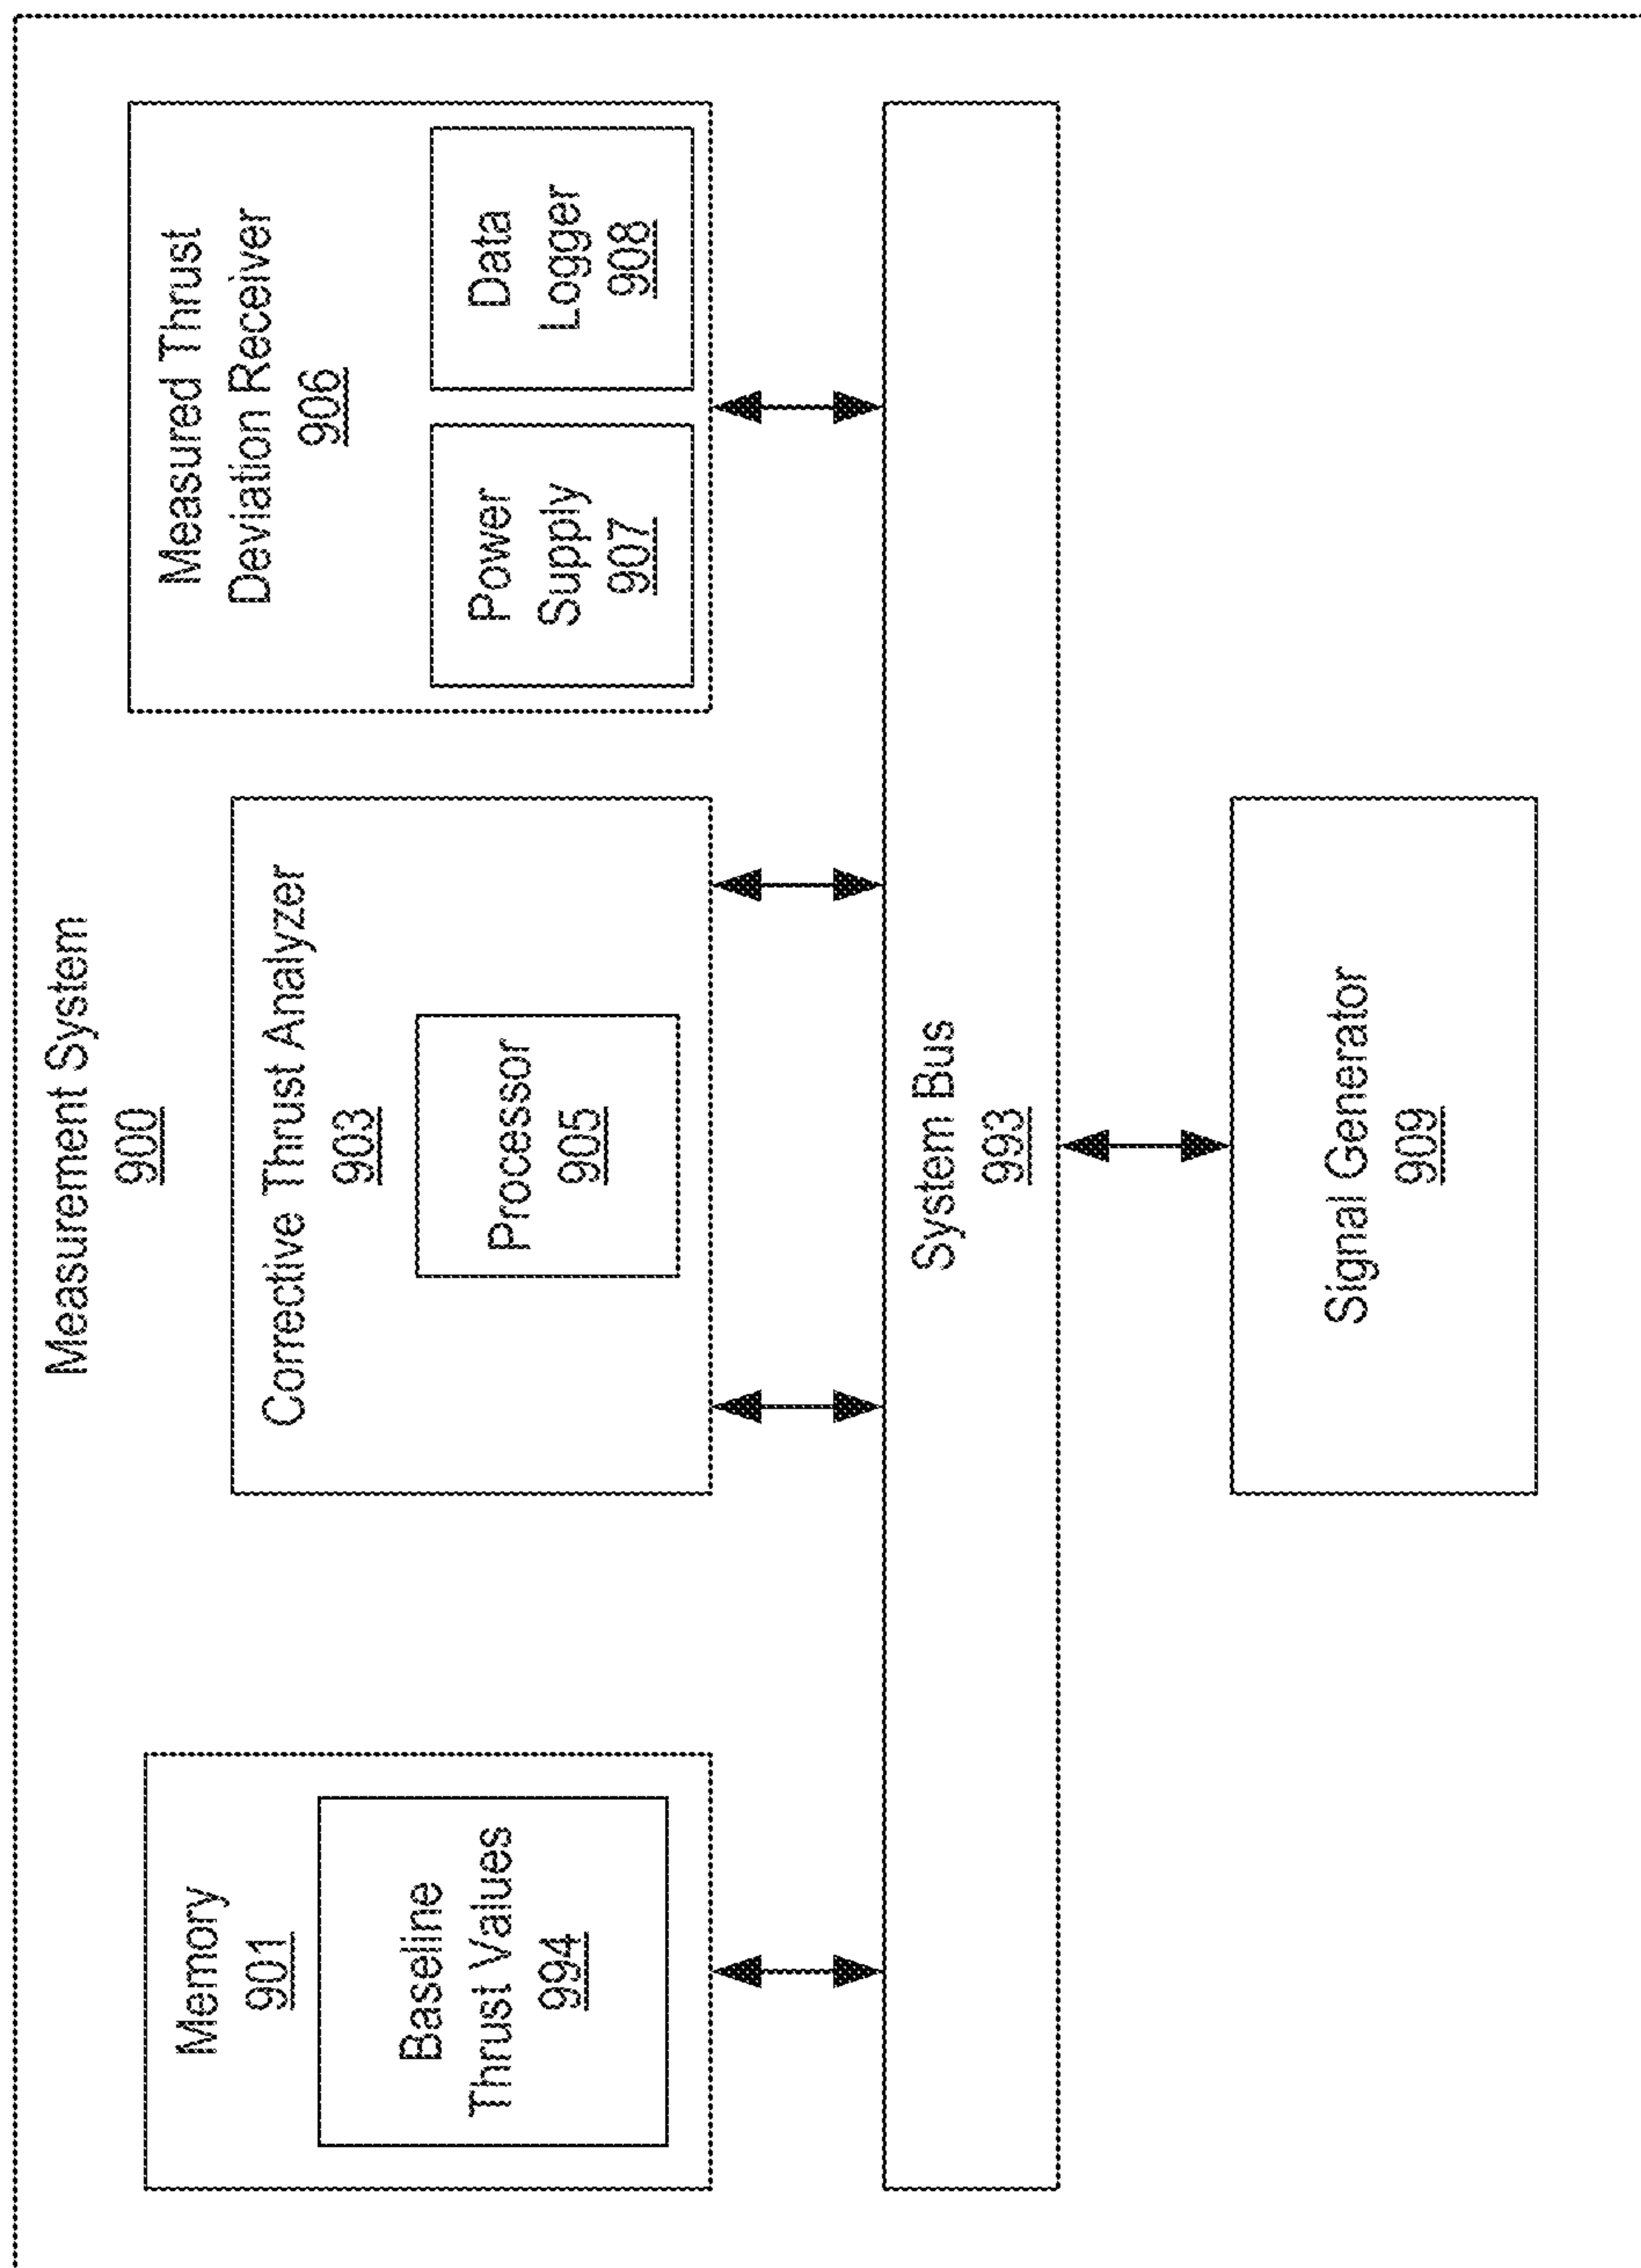 Measurement System
900
Memory
901
Baseline
Thrust Values
994
Corrective Thrust Analyzer
903
Processor
905
Measured Thrust
Deviation Receiver
906
Power
Supply
907
Data
Logger
908
System Bus
993
Signal Generator
909